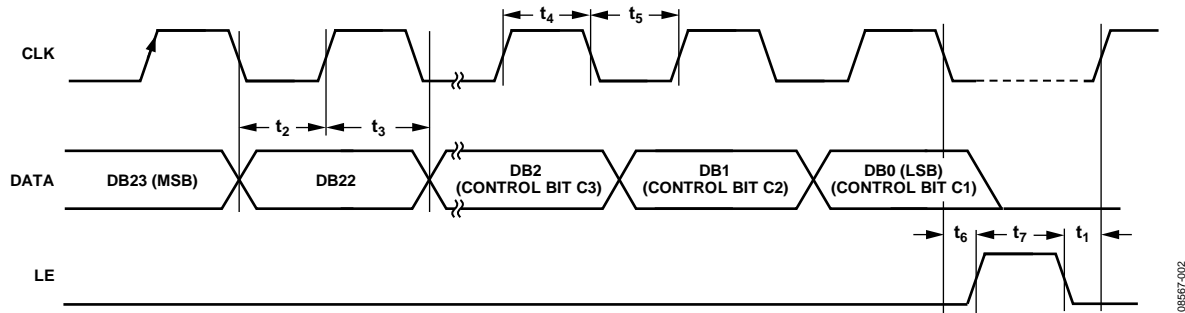 t4
t5
CLK
t2
t3
DATA
DB23 (MSB)
DB22
DB2
(CONTROL BIT C3)
DB1
(CONTROL BIT C2)
DB0 (LSB)
(CONTROL BIT C1)
t6
t7
t1
LE
08567-002